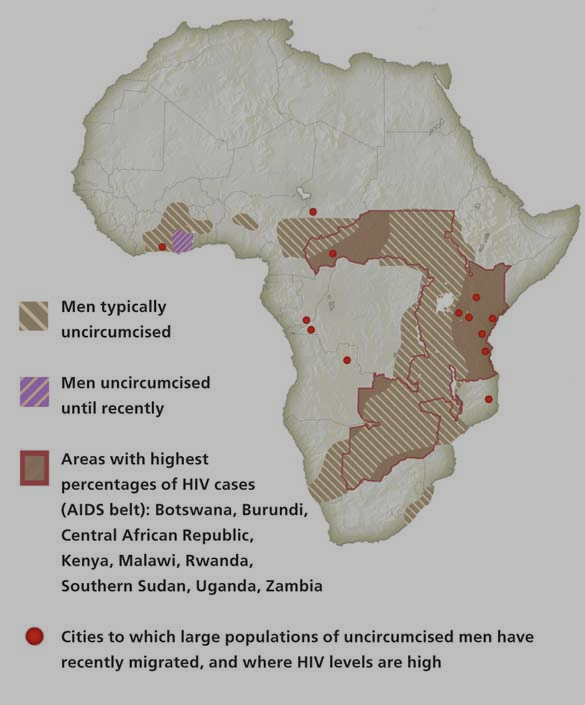 Men typically
uncircumcised
Men uncircumcised
until recently
Areas with highest
percentages of HIV cases
(AIDS belt): Botswana, Burundi,
Central African Republic,
Kenya, Malawi, Rwanda,
Southern Sudan, Uganda, Zambia
Cities to which large populations of uncircumcised men have
recently migrated, and where HIV levels are high